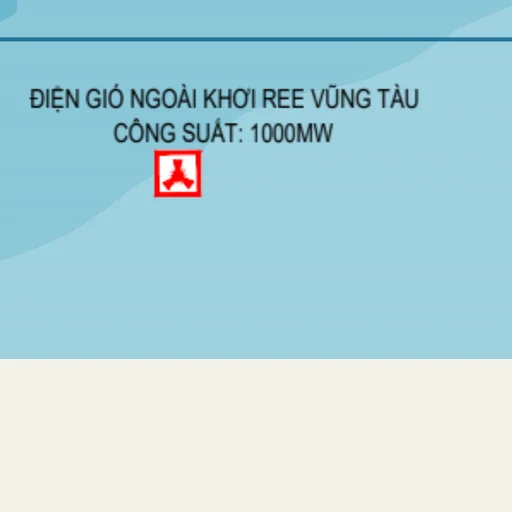 ĐIỆN GIÓ NGOÀI KHƠI REE VŨNG TÀU
CÔNG SUẤT: 1000MW